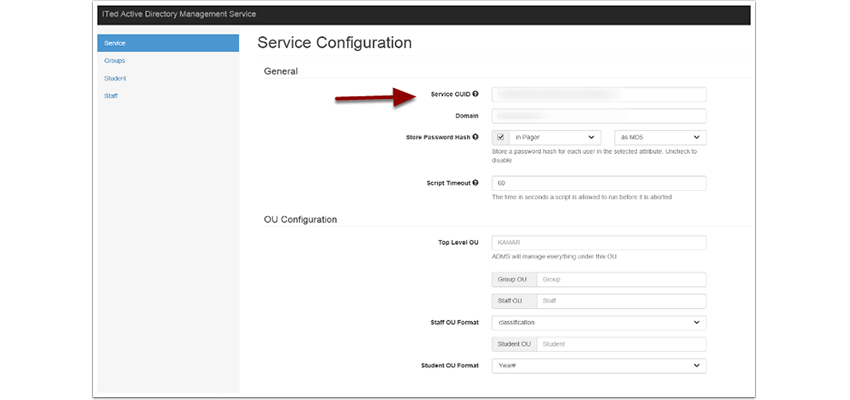 ITed Active Directory Management Service
Service
Groups
Student
Staff
Service Configuration
General
Service GUID
Domain
Store Password Hash
in Pager
as MD5
Store a password hash for each user in the selected attribute. Uncheck to
disable
Script Timeout
60
The time in seconds a script is allowed to run before it is aborted
OU Configuration
Top Level OU
KAMAR
ADMS will manage everything under this OU
Group OU
Group
Staff OU
Staff
Staff OU Format
classification
Student OU
Student
Student OU Format
Year#